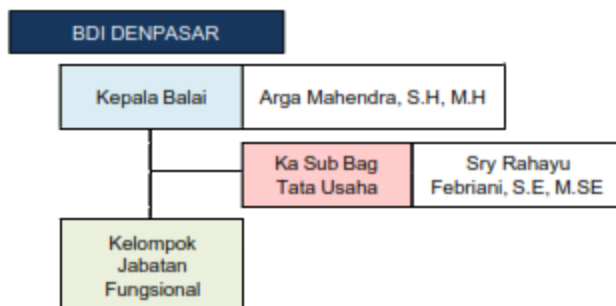 BDI DENPASAR
Kepala Balai
Arga Mahendra, S.H, M.H
Ka Sub Bag
Tata Usaha
Sry Rahayu
Febriani, S.E, M.SE
Kelompok
Jabatan
Fungsional